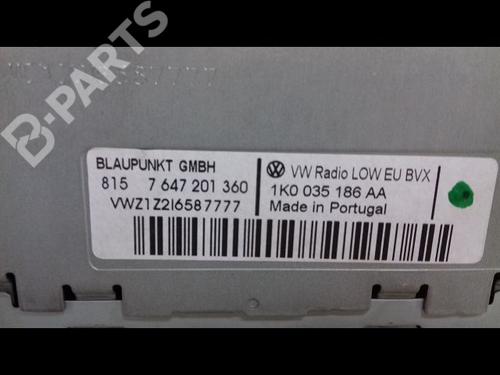 B-PARTS
BLAUPUNKT GMBH
815 7 647 201 360
VWZ1Z2I6587777
VW Radio LOW EU BVX
1K0 035 186 AA
Made in Portugal